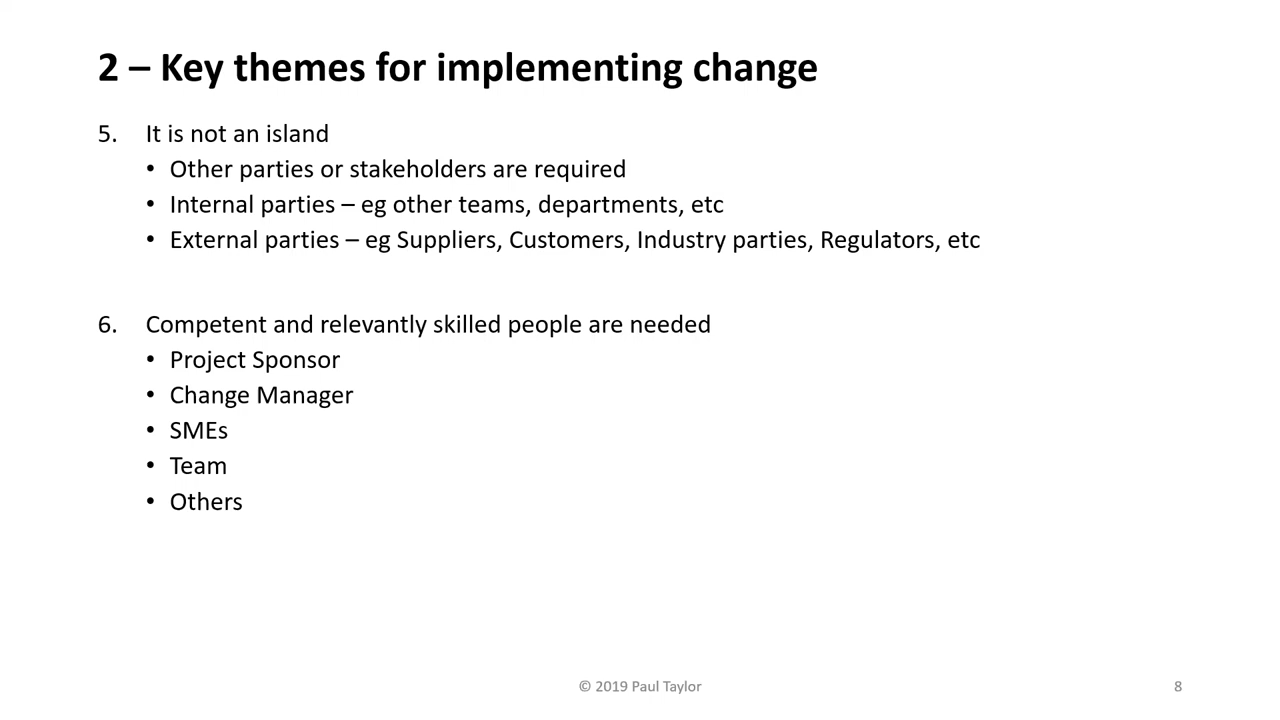 2 – Key themes for implementing change
5. It is not an island
• Other parties or stakeholders are required
• Internal parties – eg other teams, departments, etc
• External parties – eg Suppliers, Customers, Industry parties, Regulators, etc
6. Competent and relevantly skilled people are needed
• Project Sponsor
• Change Manager
• SMEs
• Team
• Others
© 2019 Paul Taylor
8